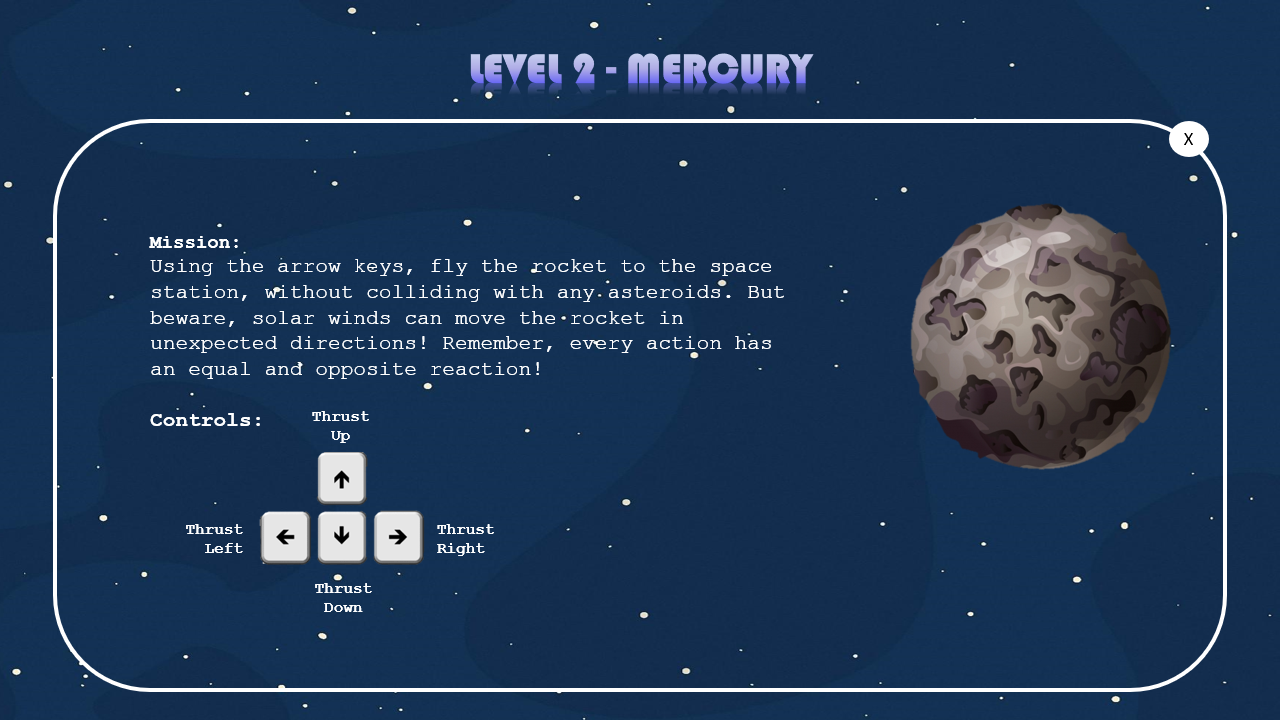 LEVEL 2 - MERCURY
X
Mission:
Using the arrow keys, fly the rocket to the space
station, without colliding with any asteroids. But
beware, solar winds can move the rocket in
unexpected directions! Remember, every action has
an equal and opposite reaction!
Controls:
Thrust
Up
Thrust
Left
Thrust
Right
Thrust
Down